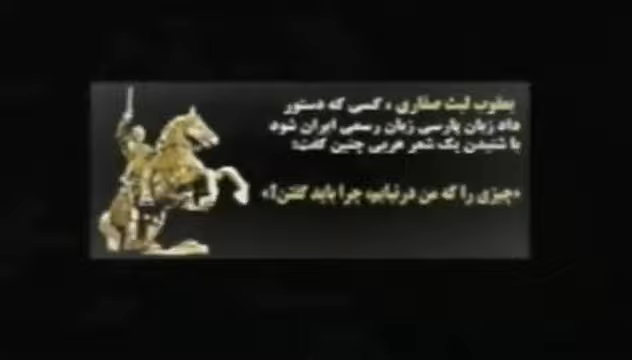 یعقوب لیث صفاری ، کسی که دستور
داد زبان پارسی زبان رسمی ایران شود
با شنیدن یک شعر عربی چنین گفت:
«چیزی را که من درنیابم، چرا باید گفتن!»